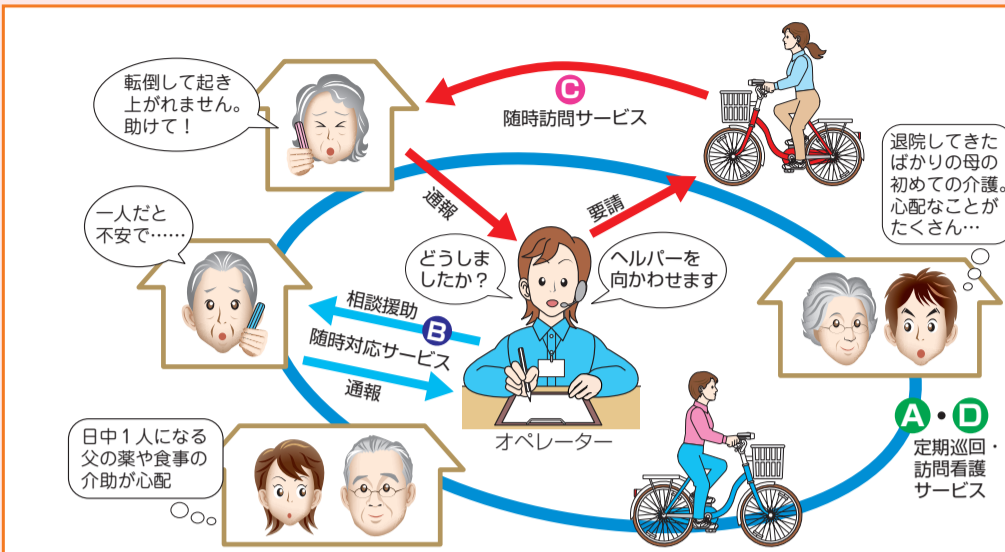 転倒して起き
上がれません。
助けて！
C
随時訪問サービス
通報
要請
退院してきた
ばかりの母の
初めての介護。
心配なことが
たくさん…
一人だと
不安で……
どうしま
したか？
ヘルパーを
向かわせます
相談援助
B
随時対応サービス
通報
オペレーター
A・D
定期巡回・
訪問看護
サービス
日中１人になる
父の薬や食事の
介助が心配